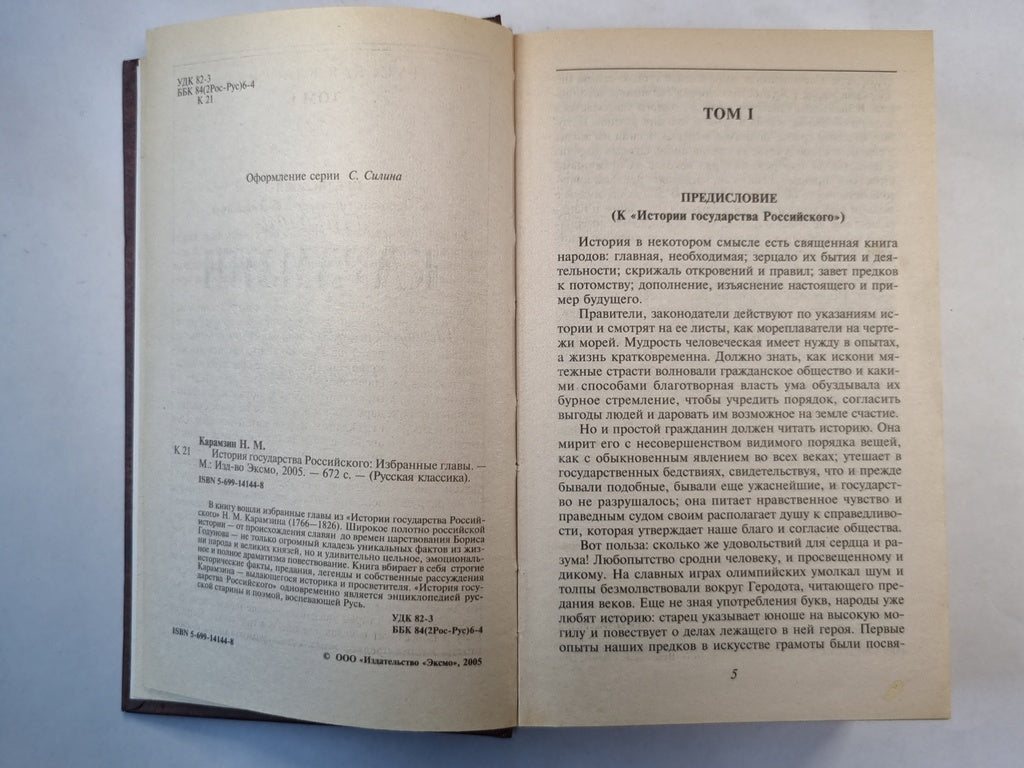 УДК 82-3
ББК 84(2Рос-Рус)6-4
К 21
Оформление серии С. Силина
Карамзин Н. М.
К 21 История государства Российского: Избранные главы. —
М.: Изд-во Эксмо, 2005. — 672 с. — (Русская классика).
ISBN 5-699-14144-8
В книгу вошли избранные главы из «Истории государства Россий-
ского» Н. М. Карамзина (1766—1826). Широкое полотно российской
истории — от происхождения славян до времен царствования Бориса
Годунова — не только огромный кладезь уникальных фактов из жиз-
ни народа и великих князей, но и удивительно цельное, эмоциональ-
ное и полное драматизма повествование. Книга вбирает в себя строгие
исторические факты, предания, легенды и собственные рассуждения
Карамзина — выдающегося историка и просветителя. «История госу-
дарства Российского» одновременно является энциклопедией рус-
ской старины и поэмой, воспевающей Русь.
УДК 82-3
ББК 84(2Рос-Рус)6-4
ISBN 5-699-14144-8
© ООО «Издательство «Эксмо», 2005
ТОМ I
ПРЕДИСЛОВИЕ
(К «Истории государства Российского»)
История в некотором смысле есть священная книга
народов: главная, необходимая; зерцало их бытия и дея-
тельности; скрижаль откровений и правил; завет предков
к потомству; дополнение, изъяснение настоящего и при-
мер будущего.
Правители, законодатели действуют по указаниям ис-
тории и смотрят на ее листы, как мореплаватели на черте-
жи морей. Мудрость человеческая имеет нужду в опытах,
а жизнь кратковременна. Должно знать, как искони мя-
тежные страсти волновали гражданское общество и каки-
ми способами благотворная власть ума обуздывала их
бурное стремление, чтобы учредить порядок, согласить
выгоды людей и даровать им возможное на земле счастие.
Но и простой гражданин должен читать историю. Она
мирит его с несовершенством видимого порядка вещей,
как с обыкновенным явлением во всех веках; утешает в
государственных бедствиях, свидетельствуя, что и прежде
бывали подобные, бывали еще ужаснейшие, и государст-
во не разрушалось; она питает нравственное чувство и
праведным судом своим располагает душу к справедливо-
сти, которая утверждает наше благо и согласие общества.
Вот польза: сколько же удовольствий для сердца и ра-
зума! Любопытство сродни человеку, и просвещенному и
дикому. На славных играх олимпийских умолкал шум и
толпы безмолвствовали вокруг Геродота, читающего пре-
дания веков. Еще не зная употребления букв, народы уже
любят историю: старец указывает юноше на высокую мо-
гилу и повествует о делах лежащего в ней героя. Первые
опыты наших предков в искусстве грамоты были посвя-
5